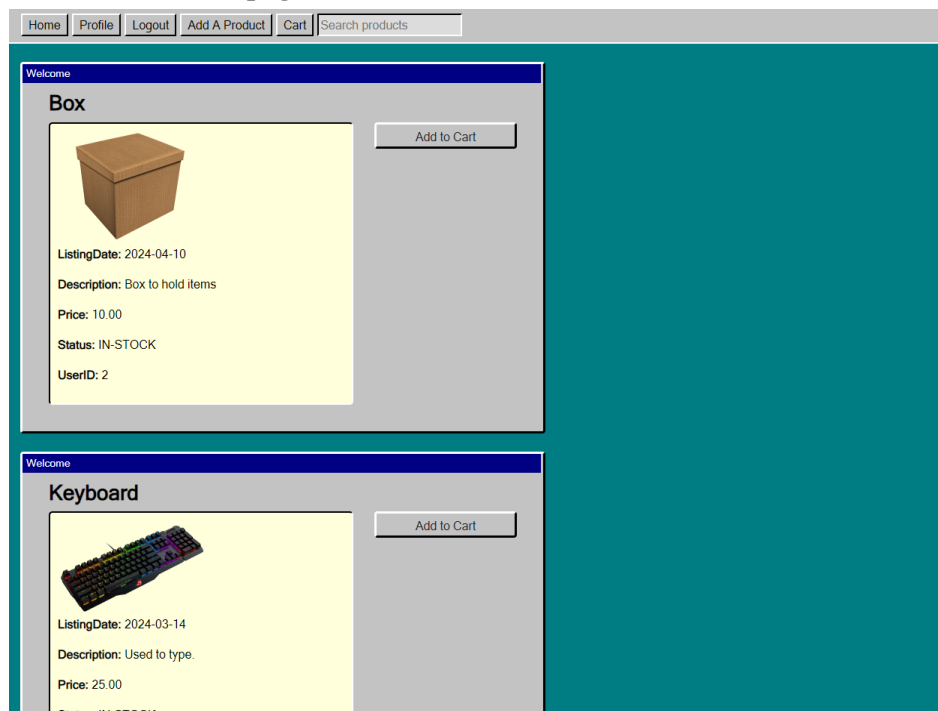 Home Profile Logout Add A Product Cart Search products
Welcome
Box
Add to Cart
ListingDate: 2024-04-10
Description: Box to hold items
Price: 10.00
Status: IN-STOCK
UserID: 2
Welcome
Keyboard
Add to Cart
ListingDate: 2024-03-14
Description: Used to type.
Price: 25.00